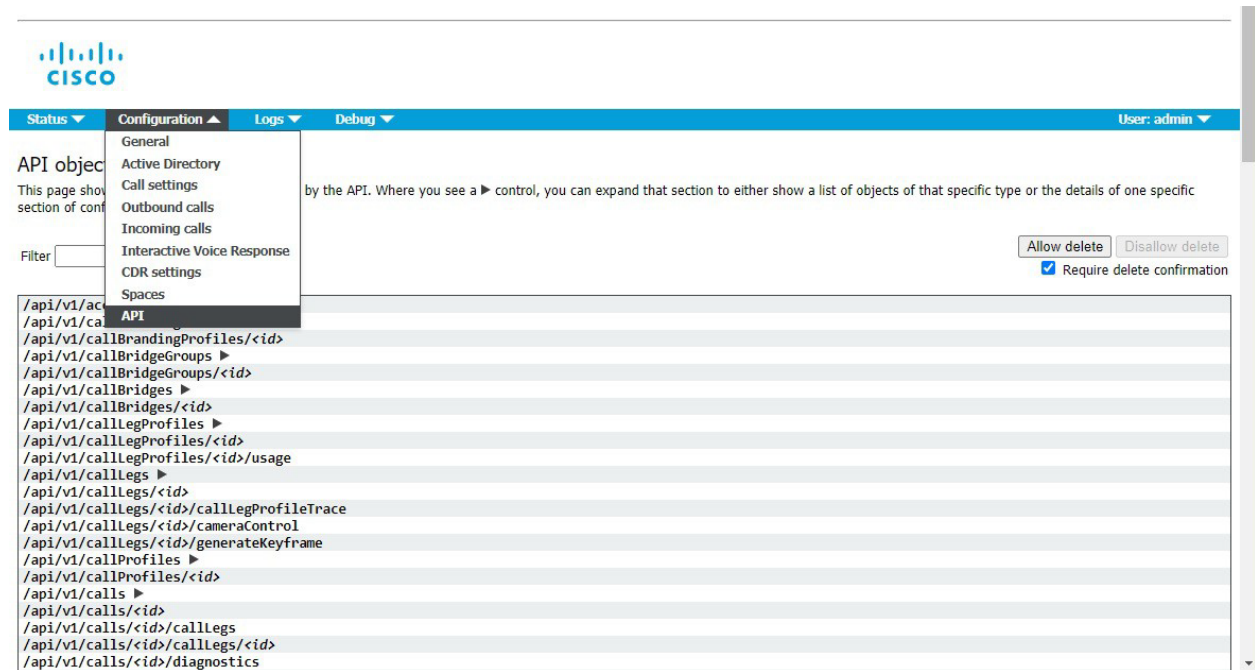 CISCO
Status Configuration Logs Debug User: admin
General
Active Directory
Call settings
Outbound calls
Incoming calls
Interactive Voice Response
CDR settings
Spaces
API
API objec
This page shov by the API. Where you see a ▶ control, you can expand that section to either show a list of objects of that specific type or the details of one specific
section of conf
Filter
Allow delete Disallow delete
Require delete confirmation
/api/v1/acc
/api/v1/cal
/api/v1/callBrandingProfiles/<id>
/api/v1/callBridgeGroups ▶
/api/v1/callBridgeGroups/<id>
/api/v1/callBridges ▶
/api/v1/callBridges/<id>
/api/v1/callLegProfiles ▶
/api/v1/callLegProfiles/<id>
/api/v1/callLegProfiles/<id>/usage
/api/v1/callLegs ▶
/api/v1/callLegs/<id>
/api/v1/callLegs/<id>/callLegProfileTrace
/api/v1/callLegs/<id>/cameraControl
/api/v1/callLegs/<id>/generateKeyframe
/api/v1/callProfiles ▶
/api/v1/callProfiles/<id>
/api/v1/calls ▶
/api/v1/calls/<id>
/api/v1/calls/<id>/callLegs
/api/v1/calls/<id>/callLegs/<id>
/api/v1/calls/<id>/diagnostics